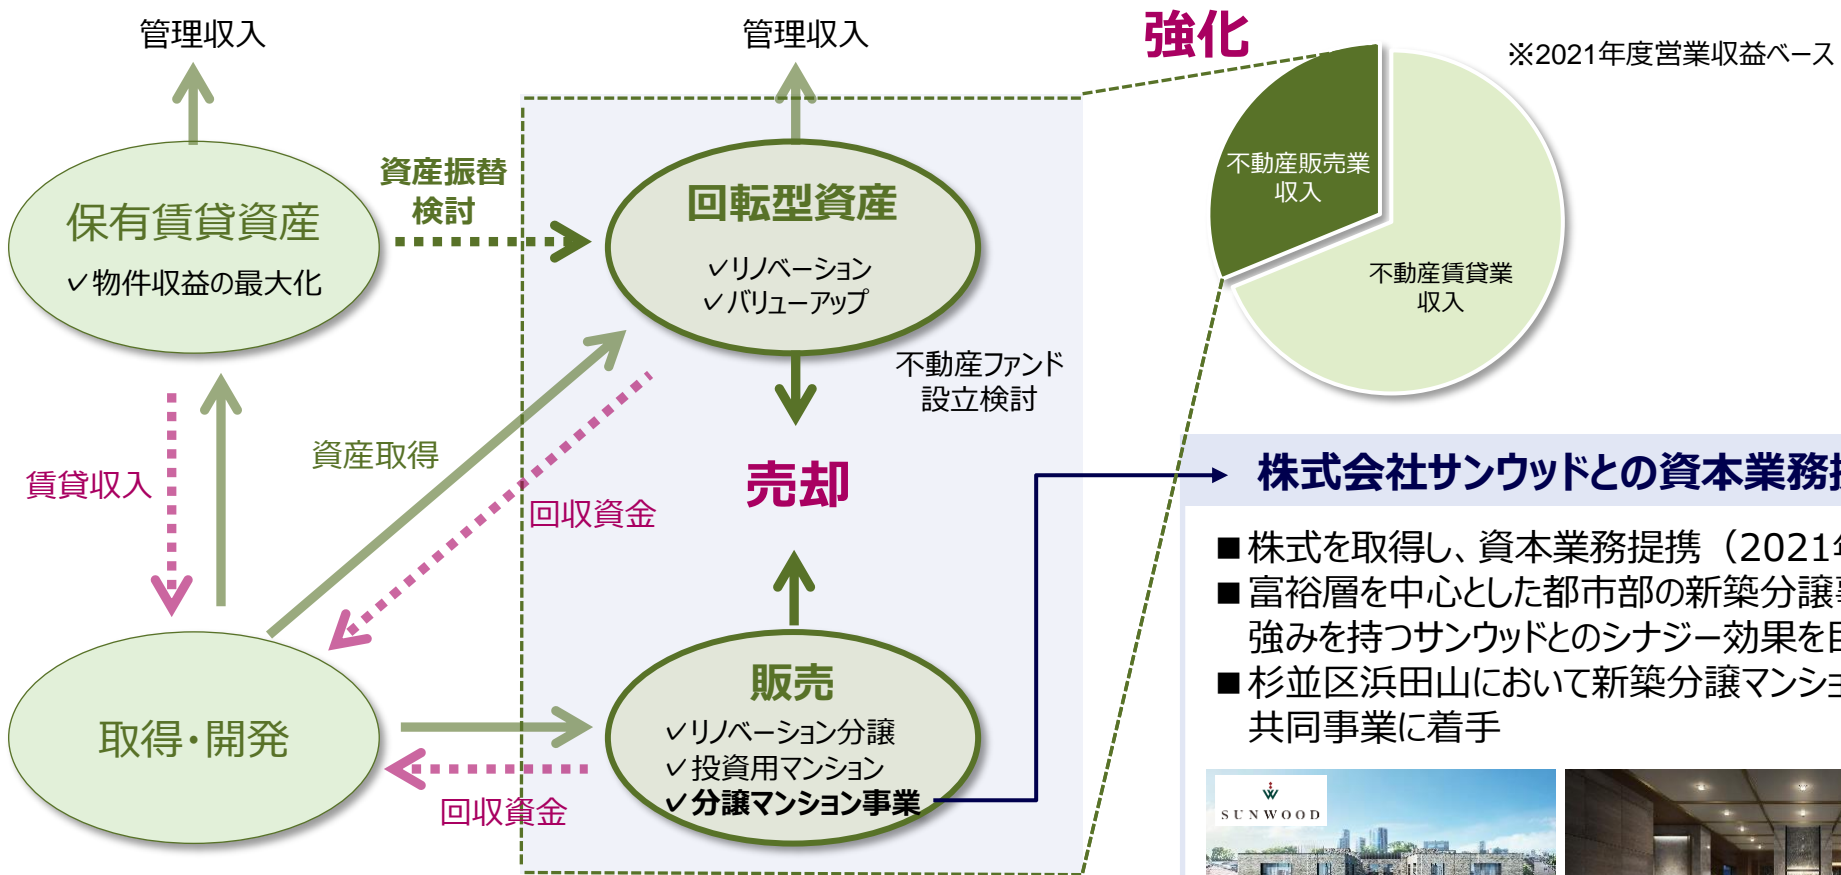 管理収入
管理収入
強化
※2021年度営業収益ベース
不動産販売業
収入
不動産賃貸業
収入
資産振替
検討
保有賃貸資産
✓物件収益の最大化
回転型資産
✓リノベーション
✓バリューアップ
不動産ファンド
設立検討
賃貸収入
資産取得
回収資金
売却
取得・開発
回収資金
販売
✓リノベーション分譲
✓投資用マンション
✓分譲マンション事業
株式会社サンウッドとの資本業務
■株式を取得し、資本業務提携（2021
■富裕層を中心とした都市部の新築分譲
強みを持つサンウッドとのシナジー効果を
■杉並区浜田山において新築分譲マンショ
共同事業に着手
SUNWOOD